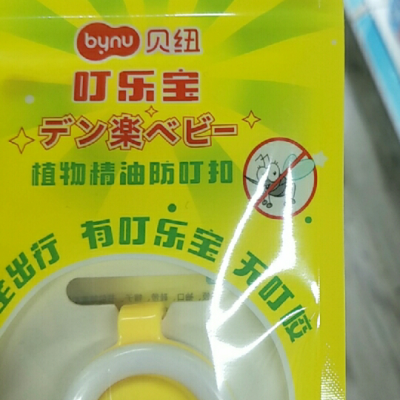 bynu 贝纽
叮乐宝
デン楽ベビー
植物精油防叮扣
出行 有叮乐宝 无叮